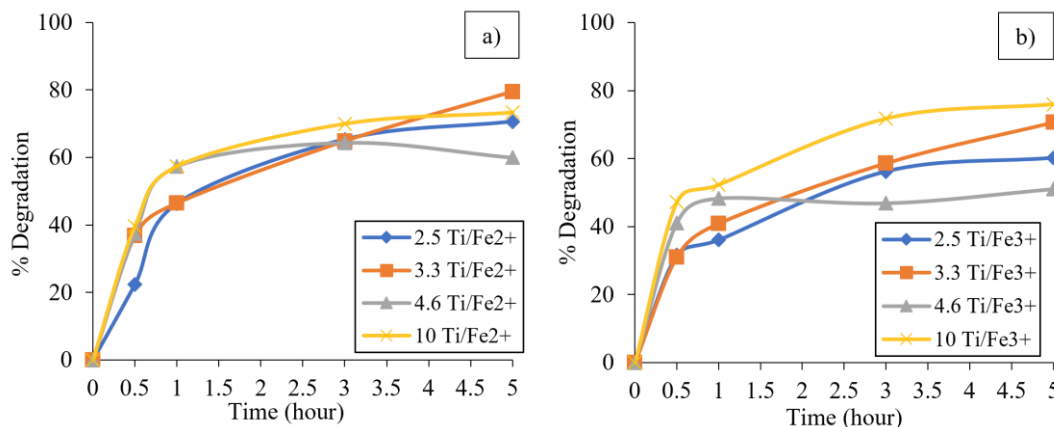 a)
% Degradation
100
80
60
40
20
0
0 0.5 1 1.5 2 2.5 3 3.5 4 4.5 5
Time (hour)
2.5 Ti/Fe2+
3.3 Ti/Fe2+
4.6 Ti/Fe2+
10 Ti/Fe2+
b)
% Degradation
100
80
60
40
20
0
0 0.5 1 1.5 2 2.5 3 3.5 4 4.5 5
Time (hour)
2.5 Ti/Fe3+
3.3 Ti/Fe3+
4.6 Ti/Fe3+
10 Ti/Fe3+